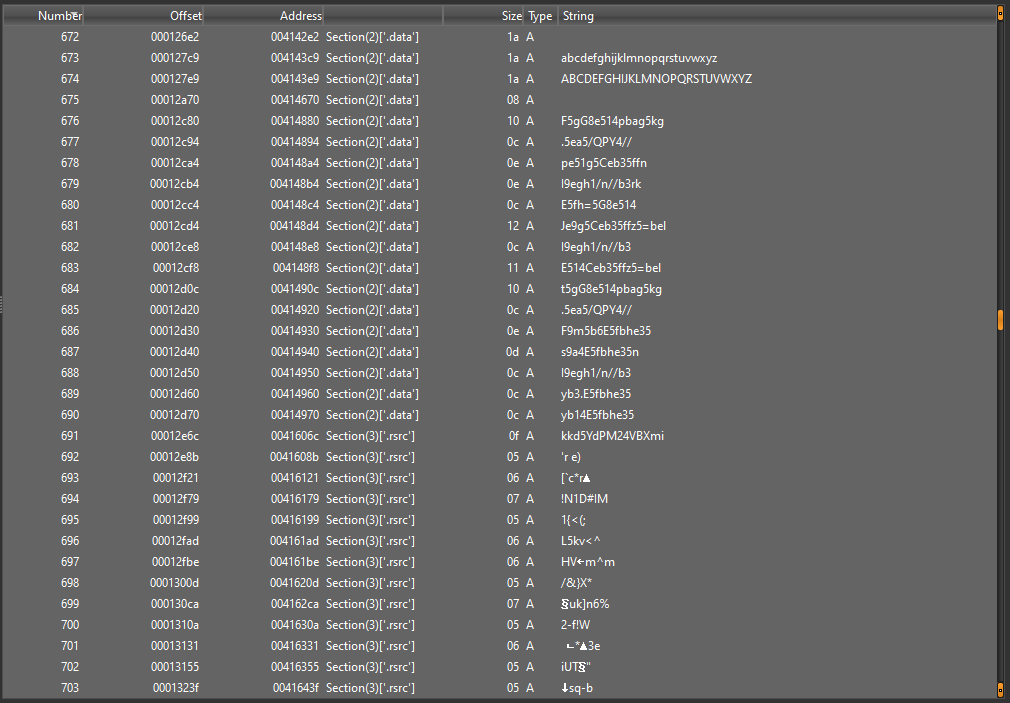 Number Offset Address Size Type String
672 000126e2 004142e2 Section(2)['.data'] 1a A
673 000127c9 004143c9 Section(2)['.data'] 1a A abcdefghijklmnopqrstuvwxyz
674 000127e9 004143e9 Section(2)['.data'] 1a A ABCDEFGHIJKLMNOPQRSTUVWXYZ
675 00012a70 00414670 Section(2)['.data'] 08 A
676 00012c80 00414880 Section(2)['.data'] 10 A F5gG8e514pbag5kg
677 00012c94 00414894 Section(2)['.data'] 0c A .5ea5/QPY4//
678 00012ca4 004148a4 Section(2)['.data'] 0e A pe51g5Ceb35ffn
679 00012cb4 004148b4 Section(2)['.data'] 0e A I9egh1/n//b3rk
680 00012cc4 004148c4 Section(2)['.data'] 0c A E5fh=5G8e514
681 00012cd4 004148d4 Section(2)['.data'] 12 A Je9g5Ceb35ffz5=bel
682 00012ce8 004148e8 Section(2)['.data'] 0c A I9egh1/n//b3
683 00012cf8 004148f8 Section(2)['.data'] 11 A E514Ceb35ffz5=bel
684 00012d0c 0041490c Section(2)['.data'] 10 A t5gG8e514pbag5kg
685 00012d20 00414920 Section(2)['.data'] 0c A .5ea5/QPY4//
686 00012d30 00414930 Section(2)['.data'] 0e A F9m5b6E5fbhe35
687 00012d40 00414940 Section(2)['.data'] 0d A s9a4E5fbhe35n
688 00012d50 00414950 Section(2)['.data'] 0c A I9egh1/n//b3
689 00012d60 00414960 Section(2)['.data'] 0c A yb3.E5fbhe35
690 00012d70 00414970 Section(2)['.data'] 0c A yb14E5fbhe35
691 00012e6c 0041606c Section(3)['.rsrc'] 0f A kkd5YdPM24VBXmi
692 00012e8b 0041608b Section(3)['.rsrc'] 05 A 'r e)
693 00012f21 00416121 Section(3)['.rsrc'] 06 A [`c*r▲
694 00012f79 00416179 Section(3)['.rsrc'] 07 A !N1D#IM
695 00012f99 00416199 Section(3)['.rsrc'] 05 A 1{<(;
696 00012fad 004161ad Section(3)['.rsrc'] 06 A L5kv<^
697 00012fbe 004161be Section(3)['.rsrc'] 06 A HV←m^m
698 0001300d 0041620d Section(3)['.rsrc'] 05 A /&}X*
699 000130ca 004162ca Section(3)['.rsrc'] 07 A §uk]n6%
700 0001310a 0041630a Section(3)['.rsrc'] 05 A 2-f!W
701 00013131 00416331 Section(3)['.rsrc'] 06 A ∟*▲3e
702 00013155 00416355 Section(3)['.rsrc'] 05 A iUT§"
703 0001323f 0041643f Section(3)['.rsrc'] 05 A ↓sq-b